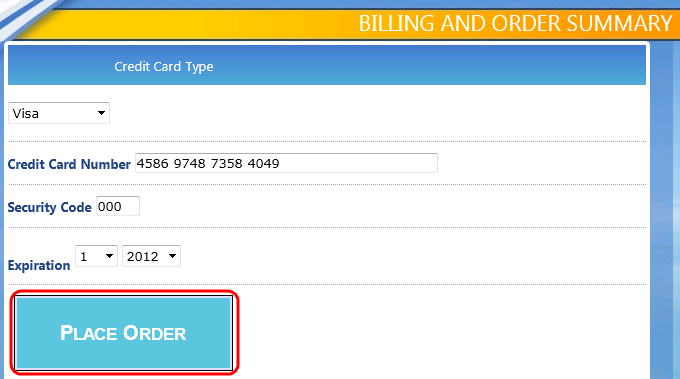 BILLING AND ORDER SUMMARY
Credit Card Type
Visa
Credit Card Number 4586 9748 7358 4049
Security Code 000
Expiration 1 2012
PLACE ORDER